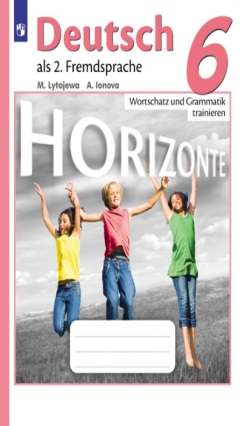 Deutsch 6
als 2. Fremdsprache
M. Lytajewa A. Ionova
Wortschatz und Grammatik
trainieren
HORIZONTE